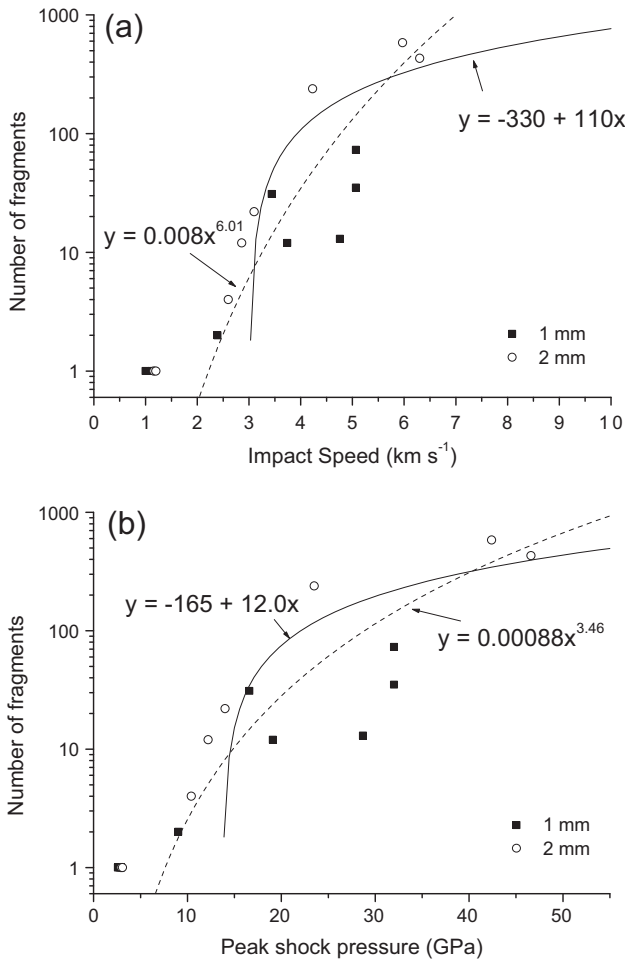 (a)
1000
100
10
1
Number of fragments
y = -330 + 110x
y = 0.008x^6.01
1 mm
2 mm
0 1 2 3 4 5 6 7 8 9 10
Impact Speed (km s^-1)
(b)
1000
100
10
1
Number of fragments
y = -165 + 12.0x
y = 0.00088x^3.46
1 mm
2 mm
0 10 20 30 40 50
Peak shock pressure (GPa)